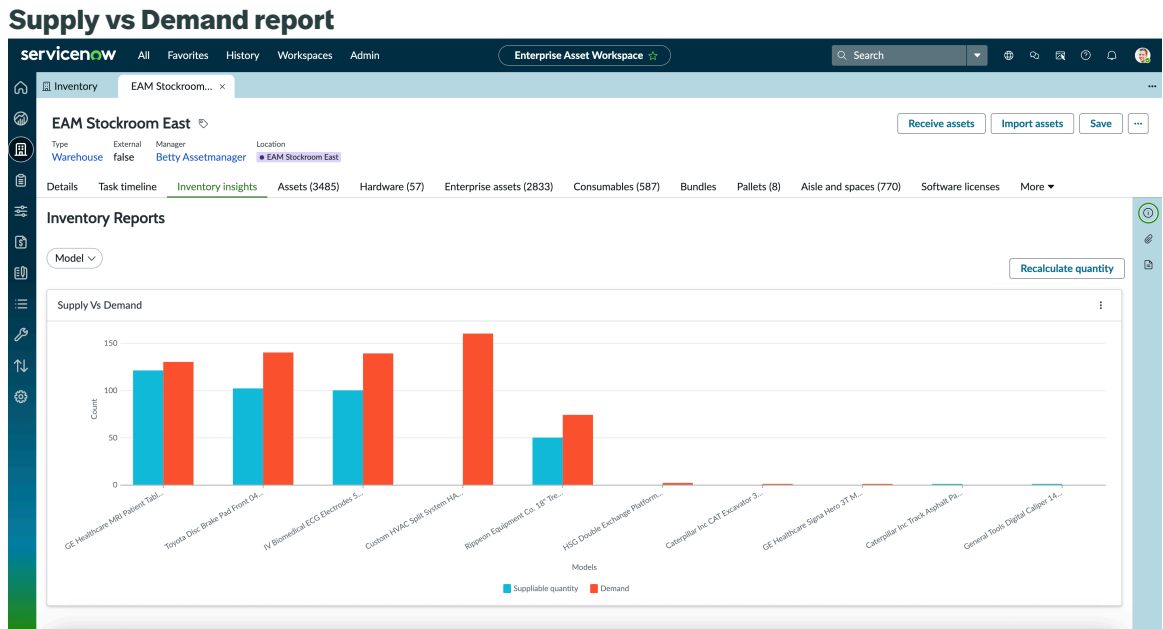 Supply vs Demand report
servicenow All Favorites History Workspaces Admin Enterprise Asset Workspace Search
Inventory EAM Stockroom... ×
EAM Stockroom East
Receive assets Import assets Save
Type External Manager Location
Warehouse false Betty Assetmanager EAM Stockroom East
Details Task timeline Inventory insights Assets (3485) Hardware (57) Enterprise assets (2833) Consumables (587) Bundles Pallets (8) Aisle and spaces (770) Software licenses More
Inventory Reports
Model
Recalculate quantity
Supply Vs Demand
150
100
50
0
Count
GE Healthcare MRI Patient Tabl...
Toyota Disc Brake Pad Front 04...
IV Biomedical ECG Electrodes S...
Custom HVAC Split System HA...
Rippeon Equipment Co. 18" Tre...
HSG Double Exchange Platform...
Caterpillar Inc CAT Excavator 3...
GE Healthcare Signa Hero 3T M...
Caterpillar Inc Track Asphalt Pa...
General Tools Digital Caliper 14...
Models
Suppliable quantity Demand